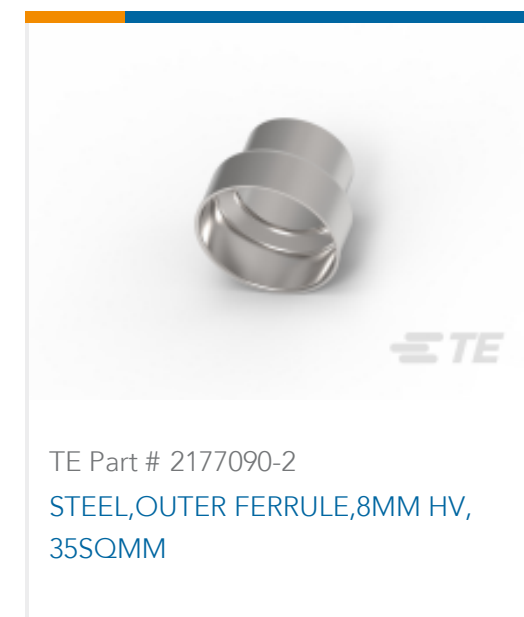 TE
TE Part # 2177090-2
STEEL,OUTER FERRULE,8MM HV,
35SQMM